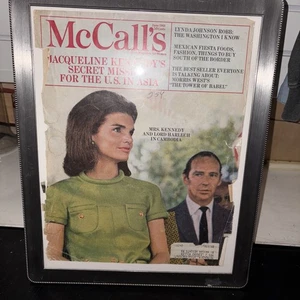 McCall's
JACQUELINE KENNEDY'S
SECRET MISSION
FOR THE U.S. IN ASIA
LYNDA JOHNSON ROBB:
THE WASHINGTON I KNOW
MEXICAN FIESTA FOODS,
FASHION, THINGS TO BUY
SOUTH OF THE BORDER
THE BEST-SELLER EVERYONE
IS TALKING ABOUT:
MORRIS WEST'S
"THE TOWER OF BABEL"
MRS. KENNEDY
AND LORD HARLECH
IN CAMBODIA